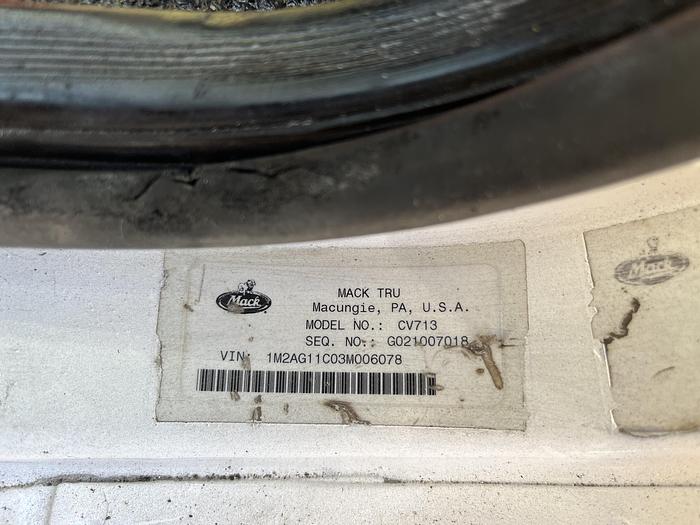 Mack
MACK TRU
Macungie, PA, U.S.A.
MODEL NO.: CV713
SEQ. NO.: G021007018
VIN: 1M2AG11C03M006078
Mack